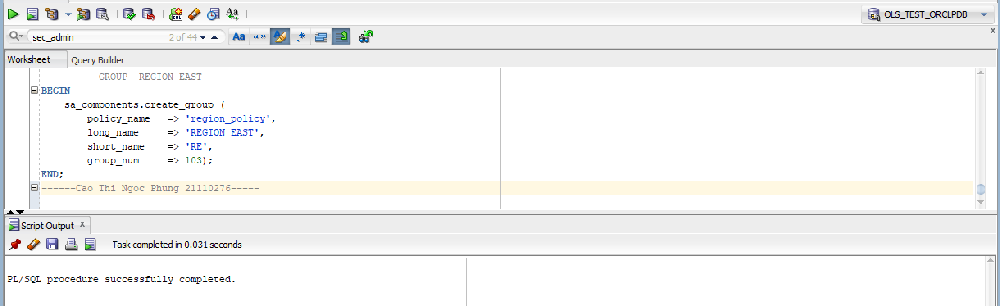 OLS_TEST_ORCLPDB
sec_admin 2 of 44
Worksheet Query Builder
----------GROUP--REGION EAST---------
BEGIN
sa_components.create_group (
policy_name => 'region_policy',
long_name => 'REGION EAST',
short_name => 'RE',
group_num => 103);
END;
------Cao Thi Ngoc Phung 21110276-----
Script Output x
Task completed in 0.031 seconds
PL/SQL procedure successfully completed.